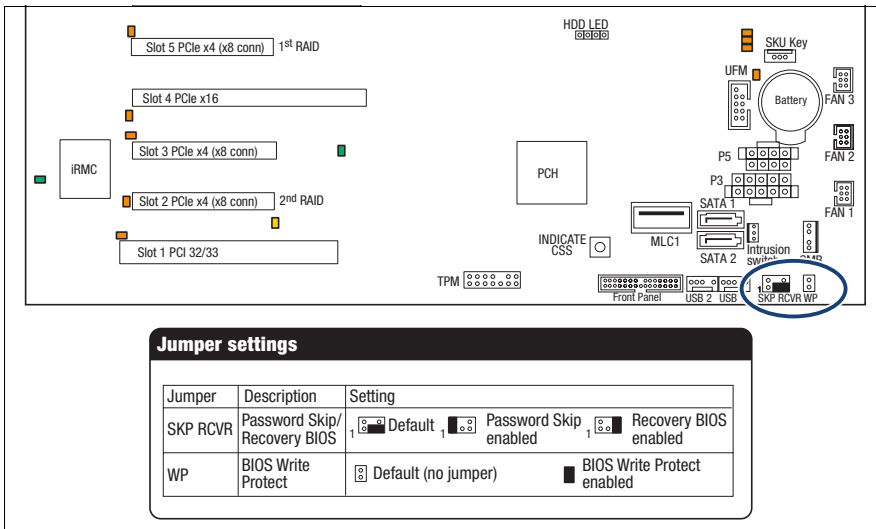 HDD LED
Slot 5 PCIe x4 (x8 conn) 1st RAID
SKU Key
UFM
Slot 4 PCIe x16
Battery
FAN 3
iRMC
Slot 3 PCIe x4 (x8 conn)
PCH
P5
FAN 2
P3
Slot 2 PCIe x4 (x8 conn) 2nd RAID
SATA 1
FAN 1
MLC1
INDICATE
CSS
Slot 1 PCI 32/33
SATA 2
Intrusion
switch
TPM
Front Panel
USB 2
USB
1
SKP RCVR WP
Jumper settings
Jumper Description Setting
SKP RCVR Password Skip/ Recovery BIOS 1 Default 1 Password Skip enabled 1 Recovery BIOS enabled
WP BIOS Write Protect Default (no jumper) BIOS Write Protect enabled